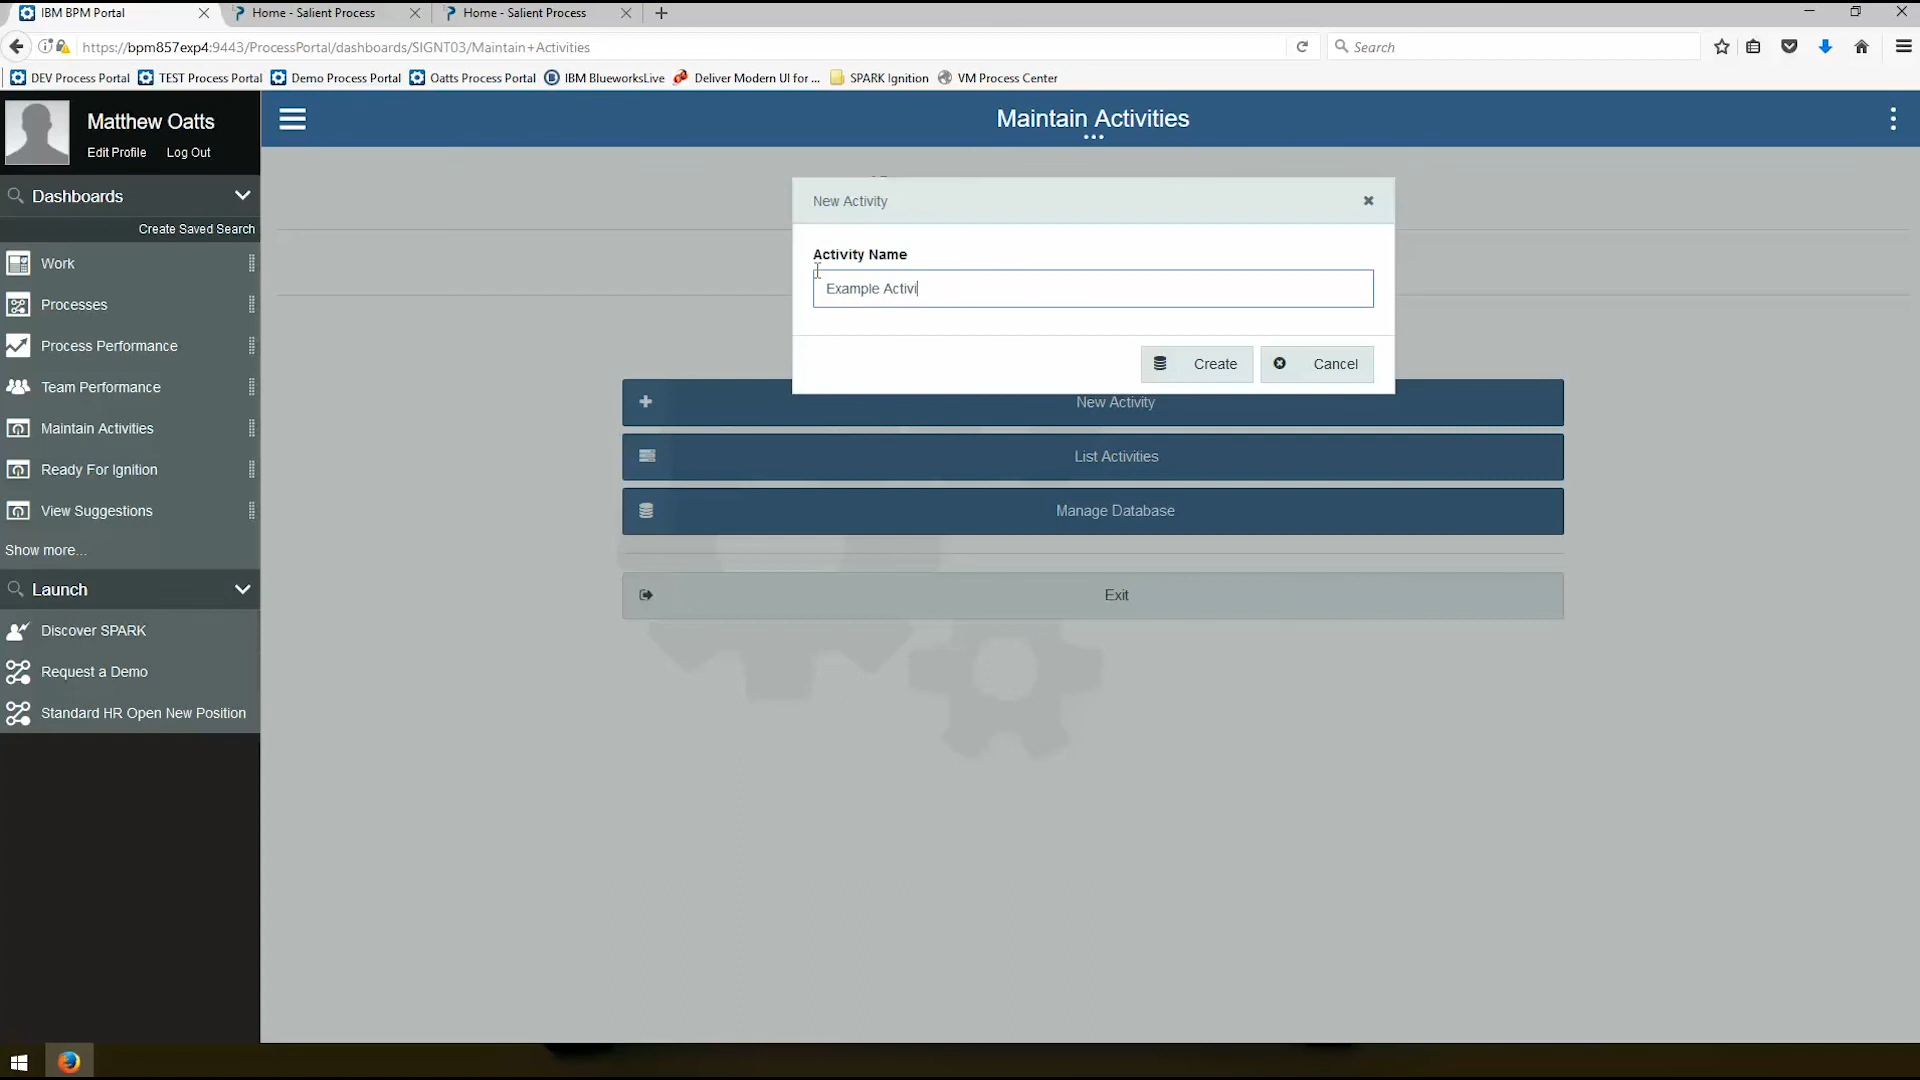 IBM BPM Portal
Home - Salient Process
Home - Salient Process
https://bpm857exp4:9443/ProcessPortal/dashboards/SIGNT03/Maintain+Activities
Search
DEV Process Portal
TEST Process Portal
Demo Process Portal
Oatts Process Portal
IBM BlueworksLive
Deliver Modern UI for ...
SPARK Ignition
VM Process Center
Matthew Oatts
Edit Profile
Log Out
Maintain Activities
Dashboards
Create Saved Search
Work
Processes
Process Performance
Team Performance
Maintain Activities
Ready For Ignition
View Suggestions
Show more...
Launch
Discover SPARK
Request a Demo
Standard HR Open New Position
New Activity
Activity Name
Example Activi
Create
Cancel
New Activity
List Activities
Manage Database
Exit